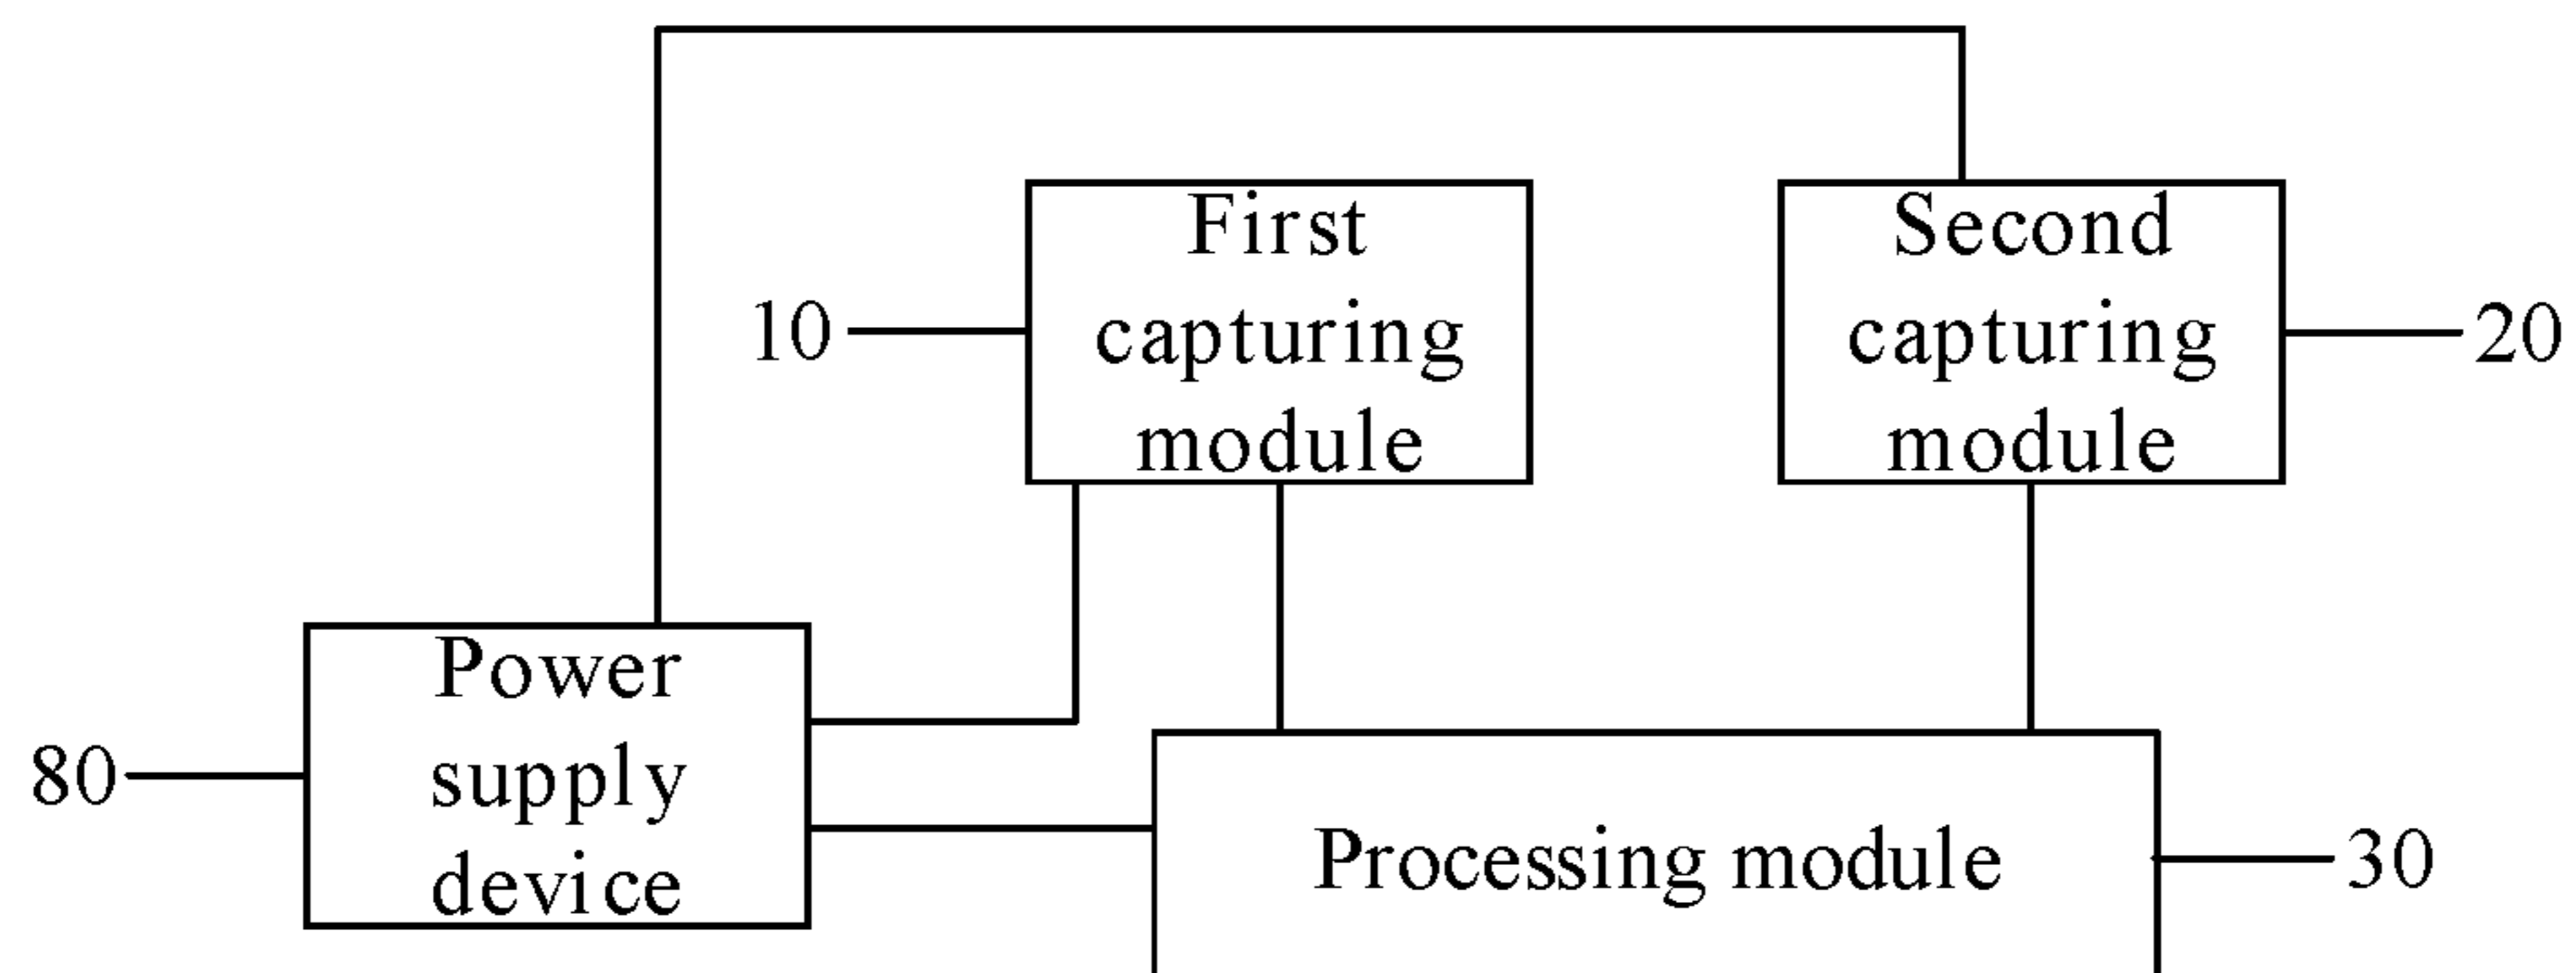 First
capturing
module
10
Second
capturing
module
20
Power
supply
device
80
Processing module
30